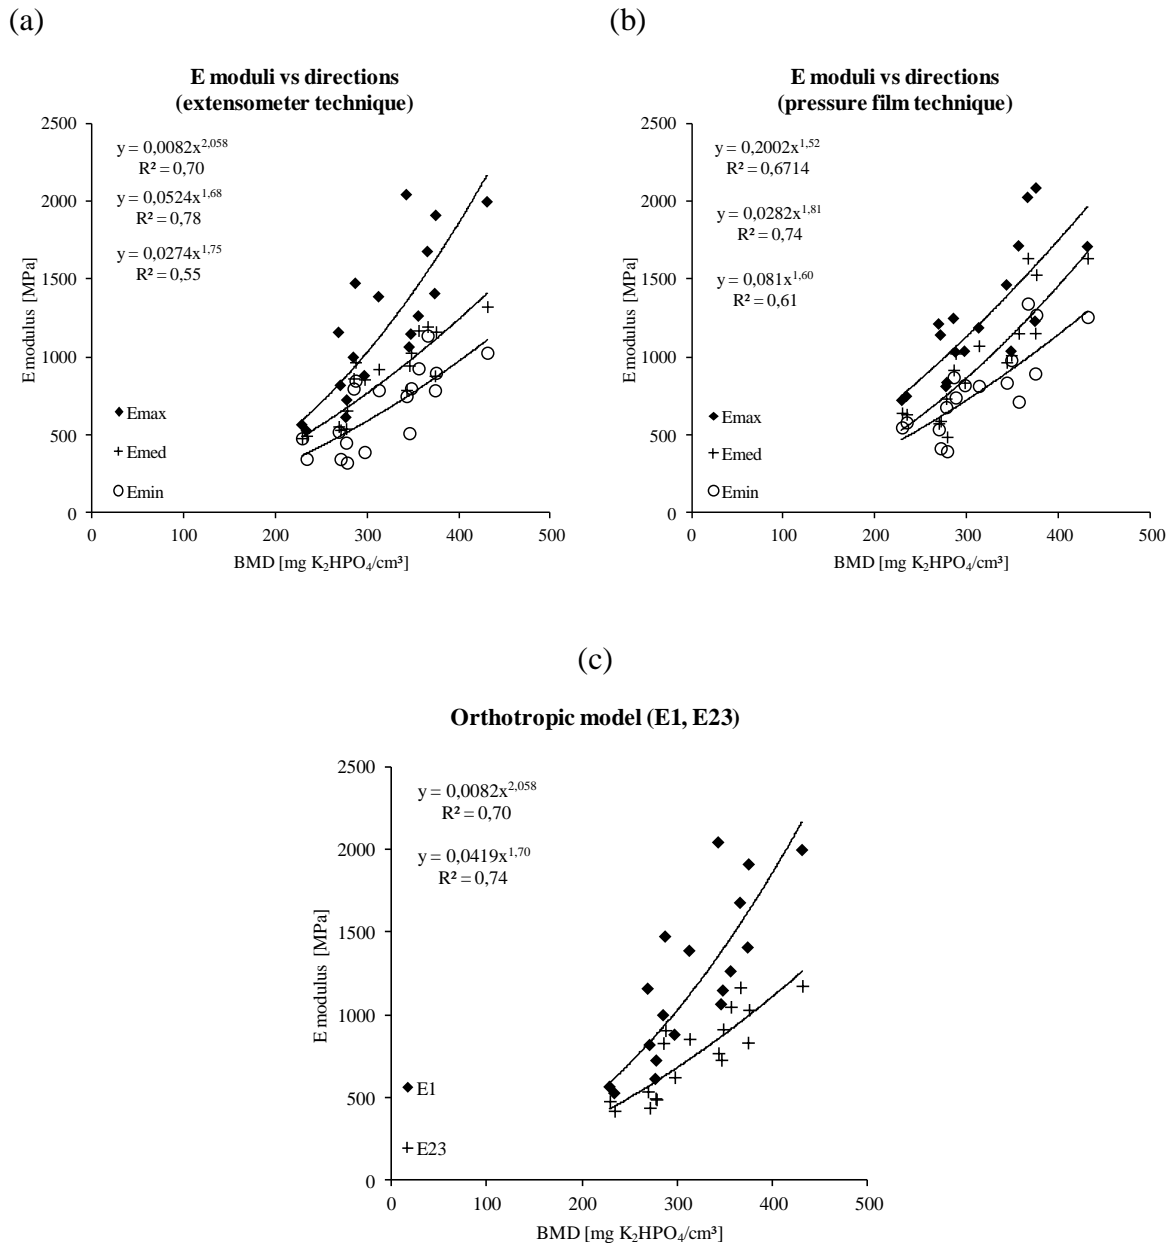 (a)
E moduli vs directions
(extensometer technique)
y = 0,0082x^2,058
R² = 0,70
y = 0,0524x^1,68
R² = 0,78
y = 0,0274x^1,75
R² = 0,55
2500
2000
1500
1000
500
0
E modulus [MPa]
Emax
Emed
Emin
0 100 200 300 400 500
BMD [mg K₂HPO₄/cm³]
(b)
E moduli vs directions
(pressure film technique)
y = 0,2002x^1,52
R² = 0,6714
y = 0,0282x^1,81
R² = 0,74
y = 0,081x^1,60
R² = 0,61
2500
2000
1500
1000
500
0
E modulus [MPa]
Emax
Emed
Emin
0 100 200 300 400 500
BMD [mg K₂HPO₄/cm³]
(c)
Orthotropic model (E1, E23)
y = 0,0082x^2,058
R² = 0,70
y = 0,0419x^1,70
R² = 0,74
2500
2000
1500
1000
500
0
E modulus [MPa]
E1
E23
0 100 200 300 400 500
BMD [mg K₂HPO₄/cm³]